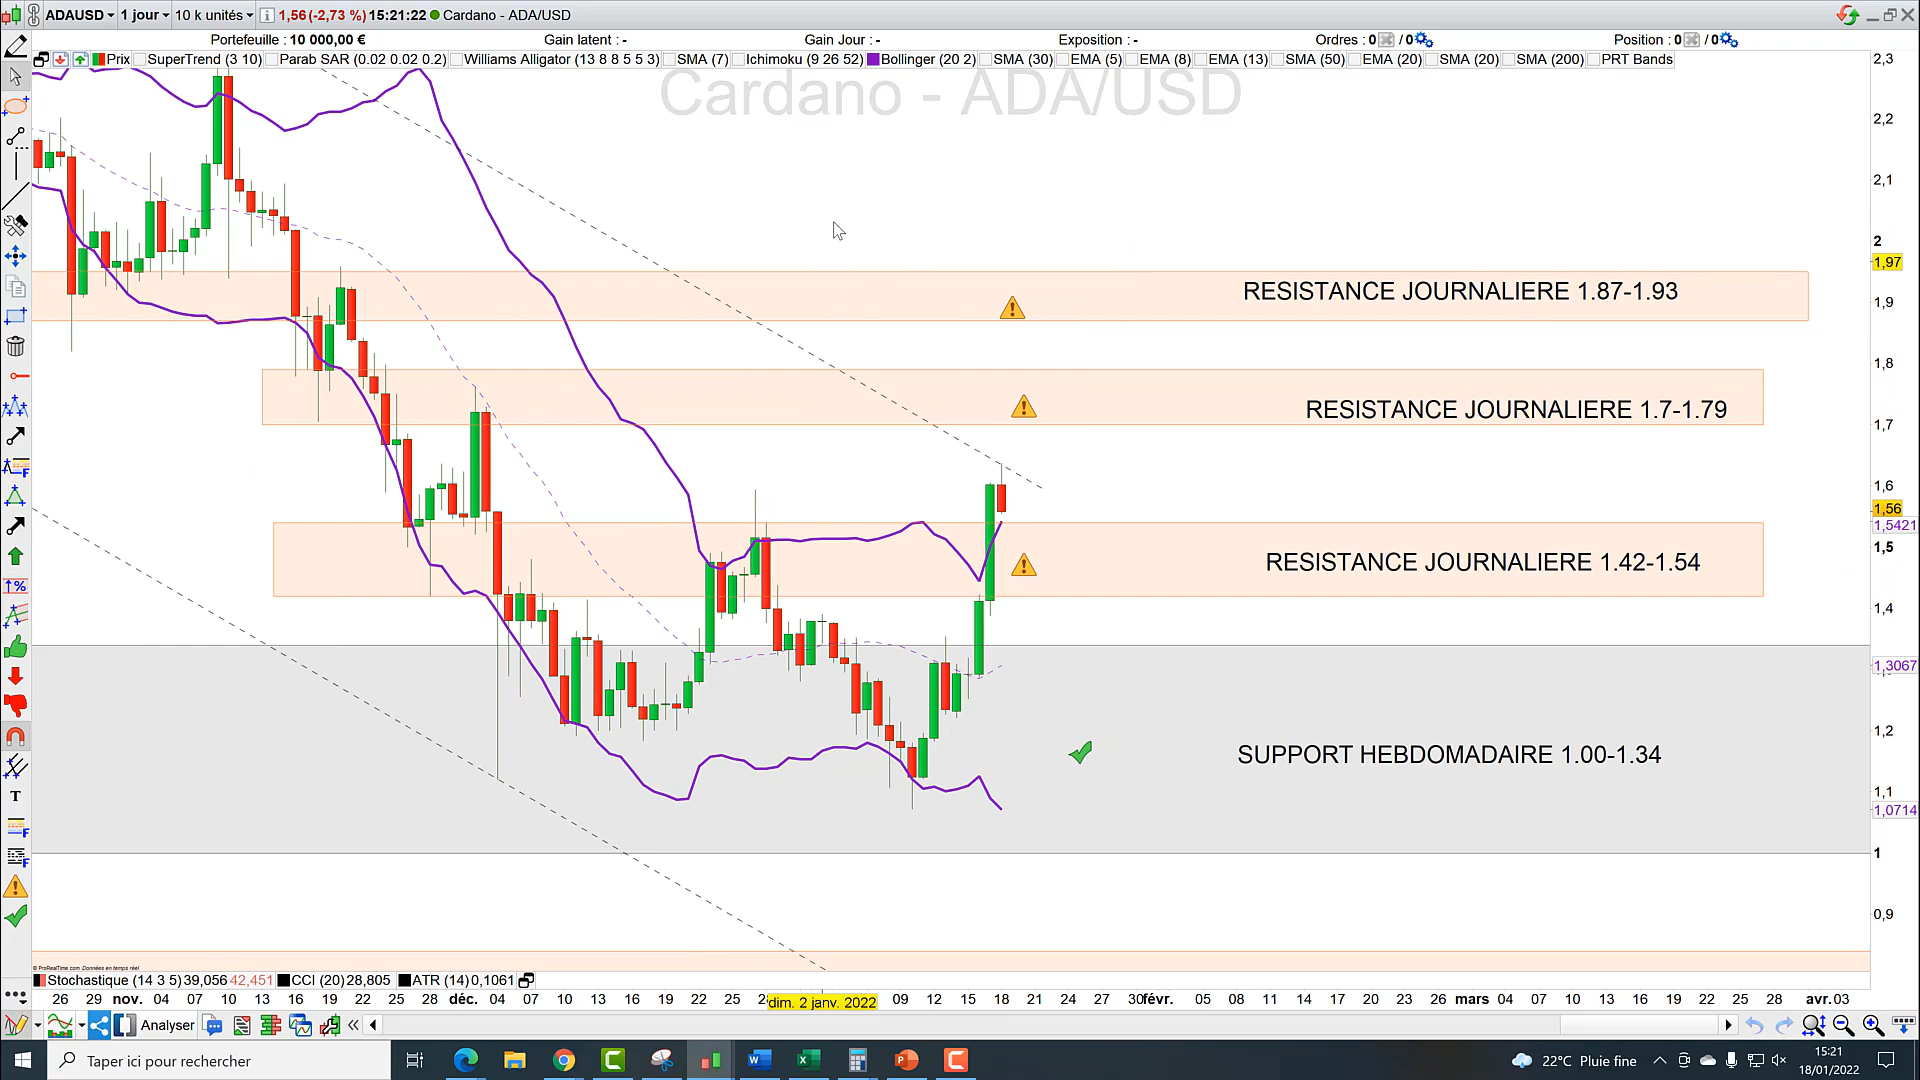 ADAUSD 1 jour 10 k unités 1,56(-2,73 %) 15:21:22 Cardano - ADA/USD
Portefeuille : 10 000,00 € Gain latent : - Gain Jour : - Exposition : - Ordres : 0 / 0 Position : 0 / 0
Prix SuperTrend (3 10) Parab SAR (0.02 0.02 0.2) Williams Alligator (13 8 8 5 5 3) SMA (7) Ichimoku (9 26 52) Bollinger (20 2) SMA (30) EMA (5) EMA (8) EMA (13) SMA (50) EMA (20) SMA (20) SMA (200) PRT Bands
2,3
Cardano - ADA/USD
2,2
2,1
2
1,97
RESISTANCE JOURNALIERE 1.87-1.93
1,9
1,8
RESISTANCE JOURNALIERE 1.7-1.79
1,7
1,6
1,56
1,5421
1,5
RESISTANCE JOURNALIERE 1.42-1.54
1,4
1,3067
1,2
SUPPORT HEBDOMADAIRE 1.00-1.34
1,1
1,0714
1
0,9
© ProRealTime.com Données en temps réel
Stochastique (14 3 5) 39,056 42,451 CCI (20) 28,805 ATR (14) 0,1061
26 29 nov. 04 07 10 13 16 19 22 25 28 déc. 04 07 10 13 16 19 22 25 dim. 2 janv. 2022 09 12 15 18 21 24 27 30 févr. 05 08 11 14 17 20 23 26 mars 04 07 10 13 16 19 22 25 28 avr. 03
Analyser
Taper ici pour rechercher
22°C Pluie fine
15:21
18/01/2022